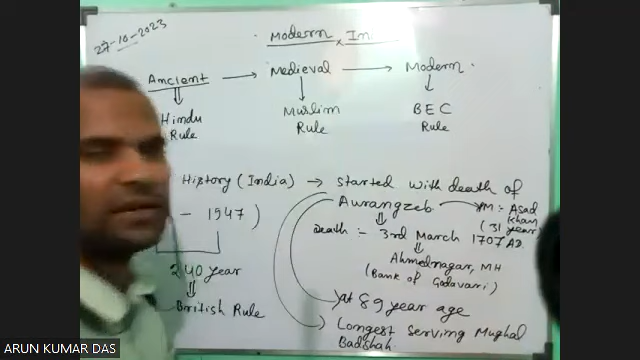 27-10-2023
Modern In
Ancient → Medieval → Modern
Hindu Rule
Muslim Rule
BEC Rule
History (India) → started with death of
Aurangzeb → PM :- Asad Khan (31 year)
- 1947)
Death :- 3rd March 1707 AD.
Ahmednagar, MH
(Bank of Godavari)
240 year
British Rule
at 89 year age
Longest serving Mughal
Badshah.
ARUN KUMAR DAS